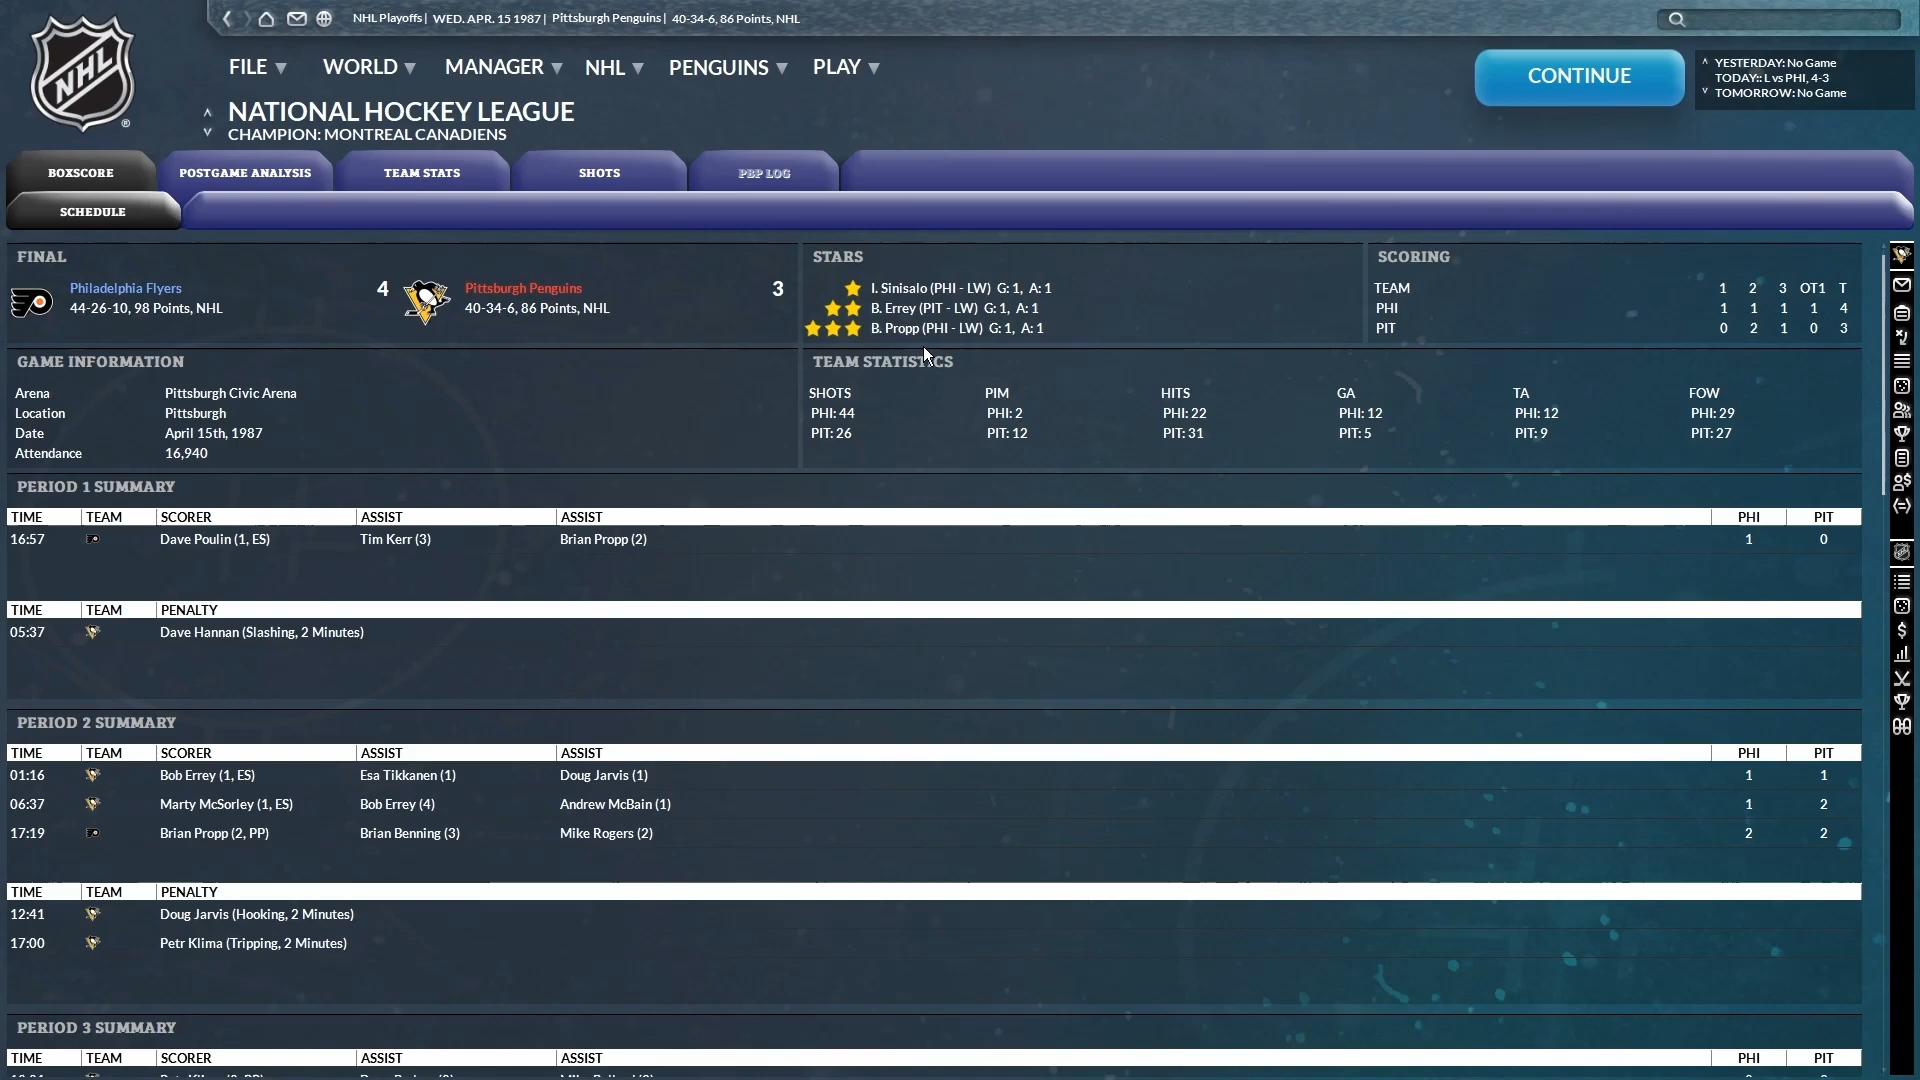 NHL Playoffs| WED. APR. 15 1987| Pittsburgh Penguins| 40-34-6, 86 Points, NHL
NHL
FILE WORLD MANAGER NHL PENGUINS PLAY
CONTINUE
YESTERDAY: No Game
TODAY:: L vs PHI, 4-3
TOMORROW: No Game
NATIONAL HOCKEY LEAGUE
CHAMPION: MONTREAL CANADIENS
BOXSCORE POSTGAME ANALYSIS TEAM STATS SHOTS PBP LOG
SCHEDULE
FINAL
Philadelphia Flyers 4
44-26-10, 98 Points, NHL
Pittsburgh Penguins 3
40-34-6, 86 Points, NHL
STARS
I. Sinisalo (PHI - LW) G: 1, A: 1
B. Errey (PIT - LW) G: 1, A: 1
B. Propp (PHI - LW) G: 1, A: 1
SCORING
TEAM 1 2 3 OT1 T
PHI 1 1 1 1 4
PIT 0 2 1 0 3
GAME INFORMATION
Arena Pittsburgh Civic Arena
Location Pittsburgh
Date April 15th, 1987
Attendance 16,940
TEAM STATISTICS
SHOTS PIM HITS GA TA FOW
PHI: 44 PHI: 2 PHI: 22 PHI: 12 PHI: 12 PHI: 29
PIT: 26 PIT: 12 PIT: 31 PIT: 5 PIT: 9 PIT: 27
PERIOD 1 SUMMARY
TIME TEAM SCORER ASSIST ASSIST PHI PIT
16:57 Dave Poulin (1, ES) Tim Kerr (3) Brian Propp (2) 1 0
TIME TEAM PENALTY
05:37 Dave Hannan (Slashing, 2 Minutes)
PERIOD 2 SUMMARY
TIME TEAM SCORER ASSIST ASSIST PHI PIT
01:16 Bob Errey (1, ES) Esa Tikkanen (1) Doug Jarvis (1) 1 1
06:37 Marty McSorley (1, ES) Bob Errey (4) Andrew McBain (1) 1 2
17:19 Brian Propp (2, PP) Brian Benning (3) Mike Rogers (2) 2 2
TIME TEAM PENALTY
12:41 Doug Jarvis (Hooking, 2 Minutes)
17:00 Petr Klima (Tripping, 2 Minutes)
PERIOD 3 SUMMARY
TIME TEAM SCORER ASSIST ASSIST PHI PIT